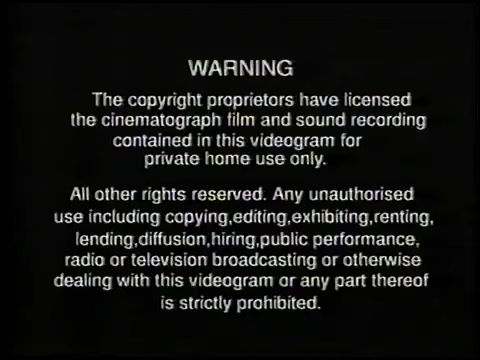 WARNING
The copyright proprietors have licensed
the cinematograph film and sound recording
contained in this videogram for
private home use only.
All other rights reserved. Any unauthorised
use including copying,editing,exhibiting,renting,
lending,diffusion,hiring,public performance,
radio or television broadcasting or otherwise
dealing with this videogram or any part thereof
is strictly prohibited.